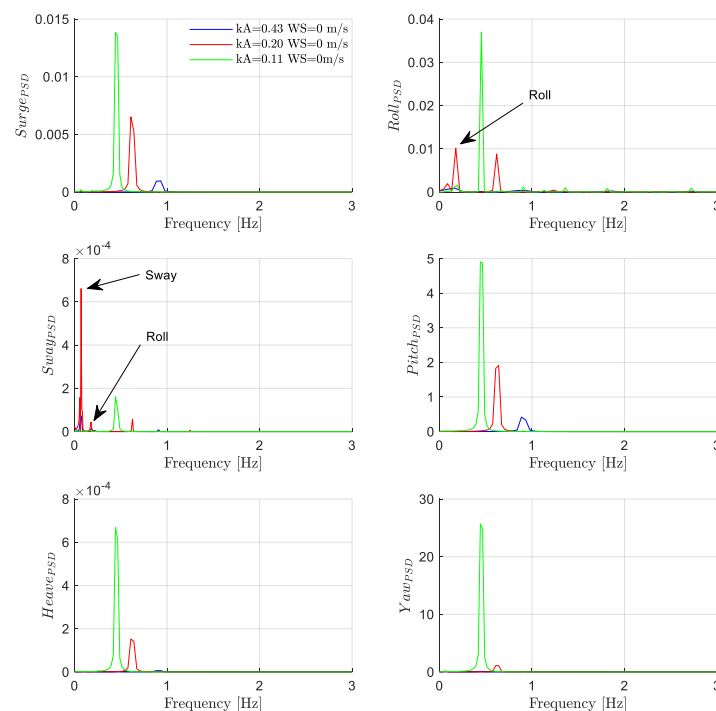 0.015
0.01
0.005
0
0 1 2 3
Surge_PSD
Frequency [Hz]
kA=0.43 WS=0 m/s
kA=0.20 WS=0 m/s
kA=0.11 WS=0m/s
0.04
0.03
0.02
0.01
0
0 1 2 3
Roll_PSD
Frequency [Hz]
Roll
×10-4
8
6
4
2
0
0 1 2 3
Sway_PSD
Frequency [Hz]
Sway
Roll
5
4
3
2
1
0
0 1 2 3
Pitch_PSD
Frequency [Hz]
×10-4
8
6
4
2
0
0 1 2 3
Heave_PSD
Frequency [Hz]
30
20
10
0
0 1 2 3
Yaw_PSD
Frequency [Hz]